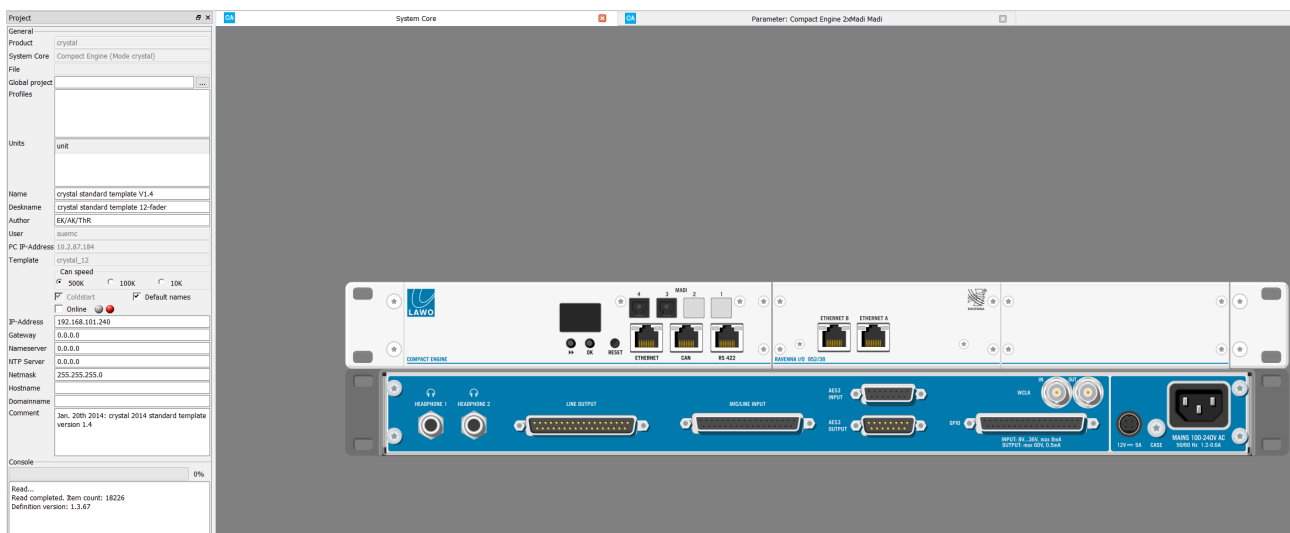 Project
General
Product crystal
System Core Compact Engine (Mode crystal)
File
Global project ...
Profiles
Units unit
Name crystal standard template V1.4
Deskname crystal standard template 12-fader
Author EK/AK/ThR
User suemc
PC IP-Address 10.2.87.184
Template crystal_12
Can speed
500K 100K 10K
Coldstart Default names
Online
IP-Address 192.168.101.240
Gateway 0.0.0.0
Nameserver 0.0.0.0
NTP Server 0.0.0.0
Netmask 255.255.255.0
Hostname
Domainname
Comment Jan. 20th 2014: crystal 2014 standard template
version 1.4
Console
0%
Read...
Read completed. Item count: 18226
Definition version: 1.3.67
OA System Core
OA Parameter: Compact Engine 2xMadi Madi
LAWO
COMPACT ENGINE
MADI
4 3 2 1
OK RESET
ETHERNET CAN RS 422
ETHERNET B ETHERNET A
RAVENNA I/O 952/38
RAVENNA
HEADPHONE 1 HEADPHONE 2
LINE OUTPUT
MIC/LINE INPUT
AES3
INPUT
AES3
OUTPUT
WCLK IN OUT
GPIO
INPUT: 8V...36V, max 8mA
OUTPUT: max 60V, 0.5mA
12V 5A CASE
MAINS 100-240V AC
50/60 Hz 1.2-0.6A